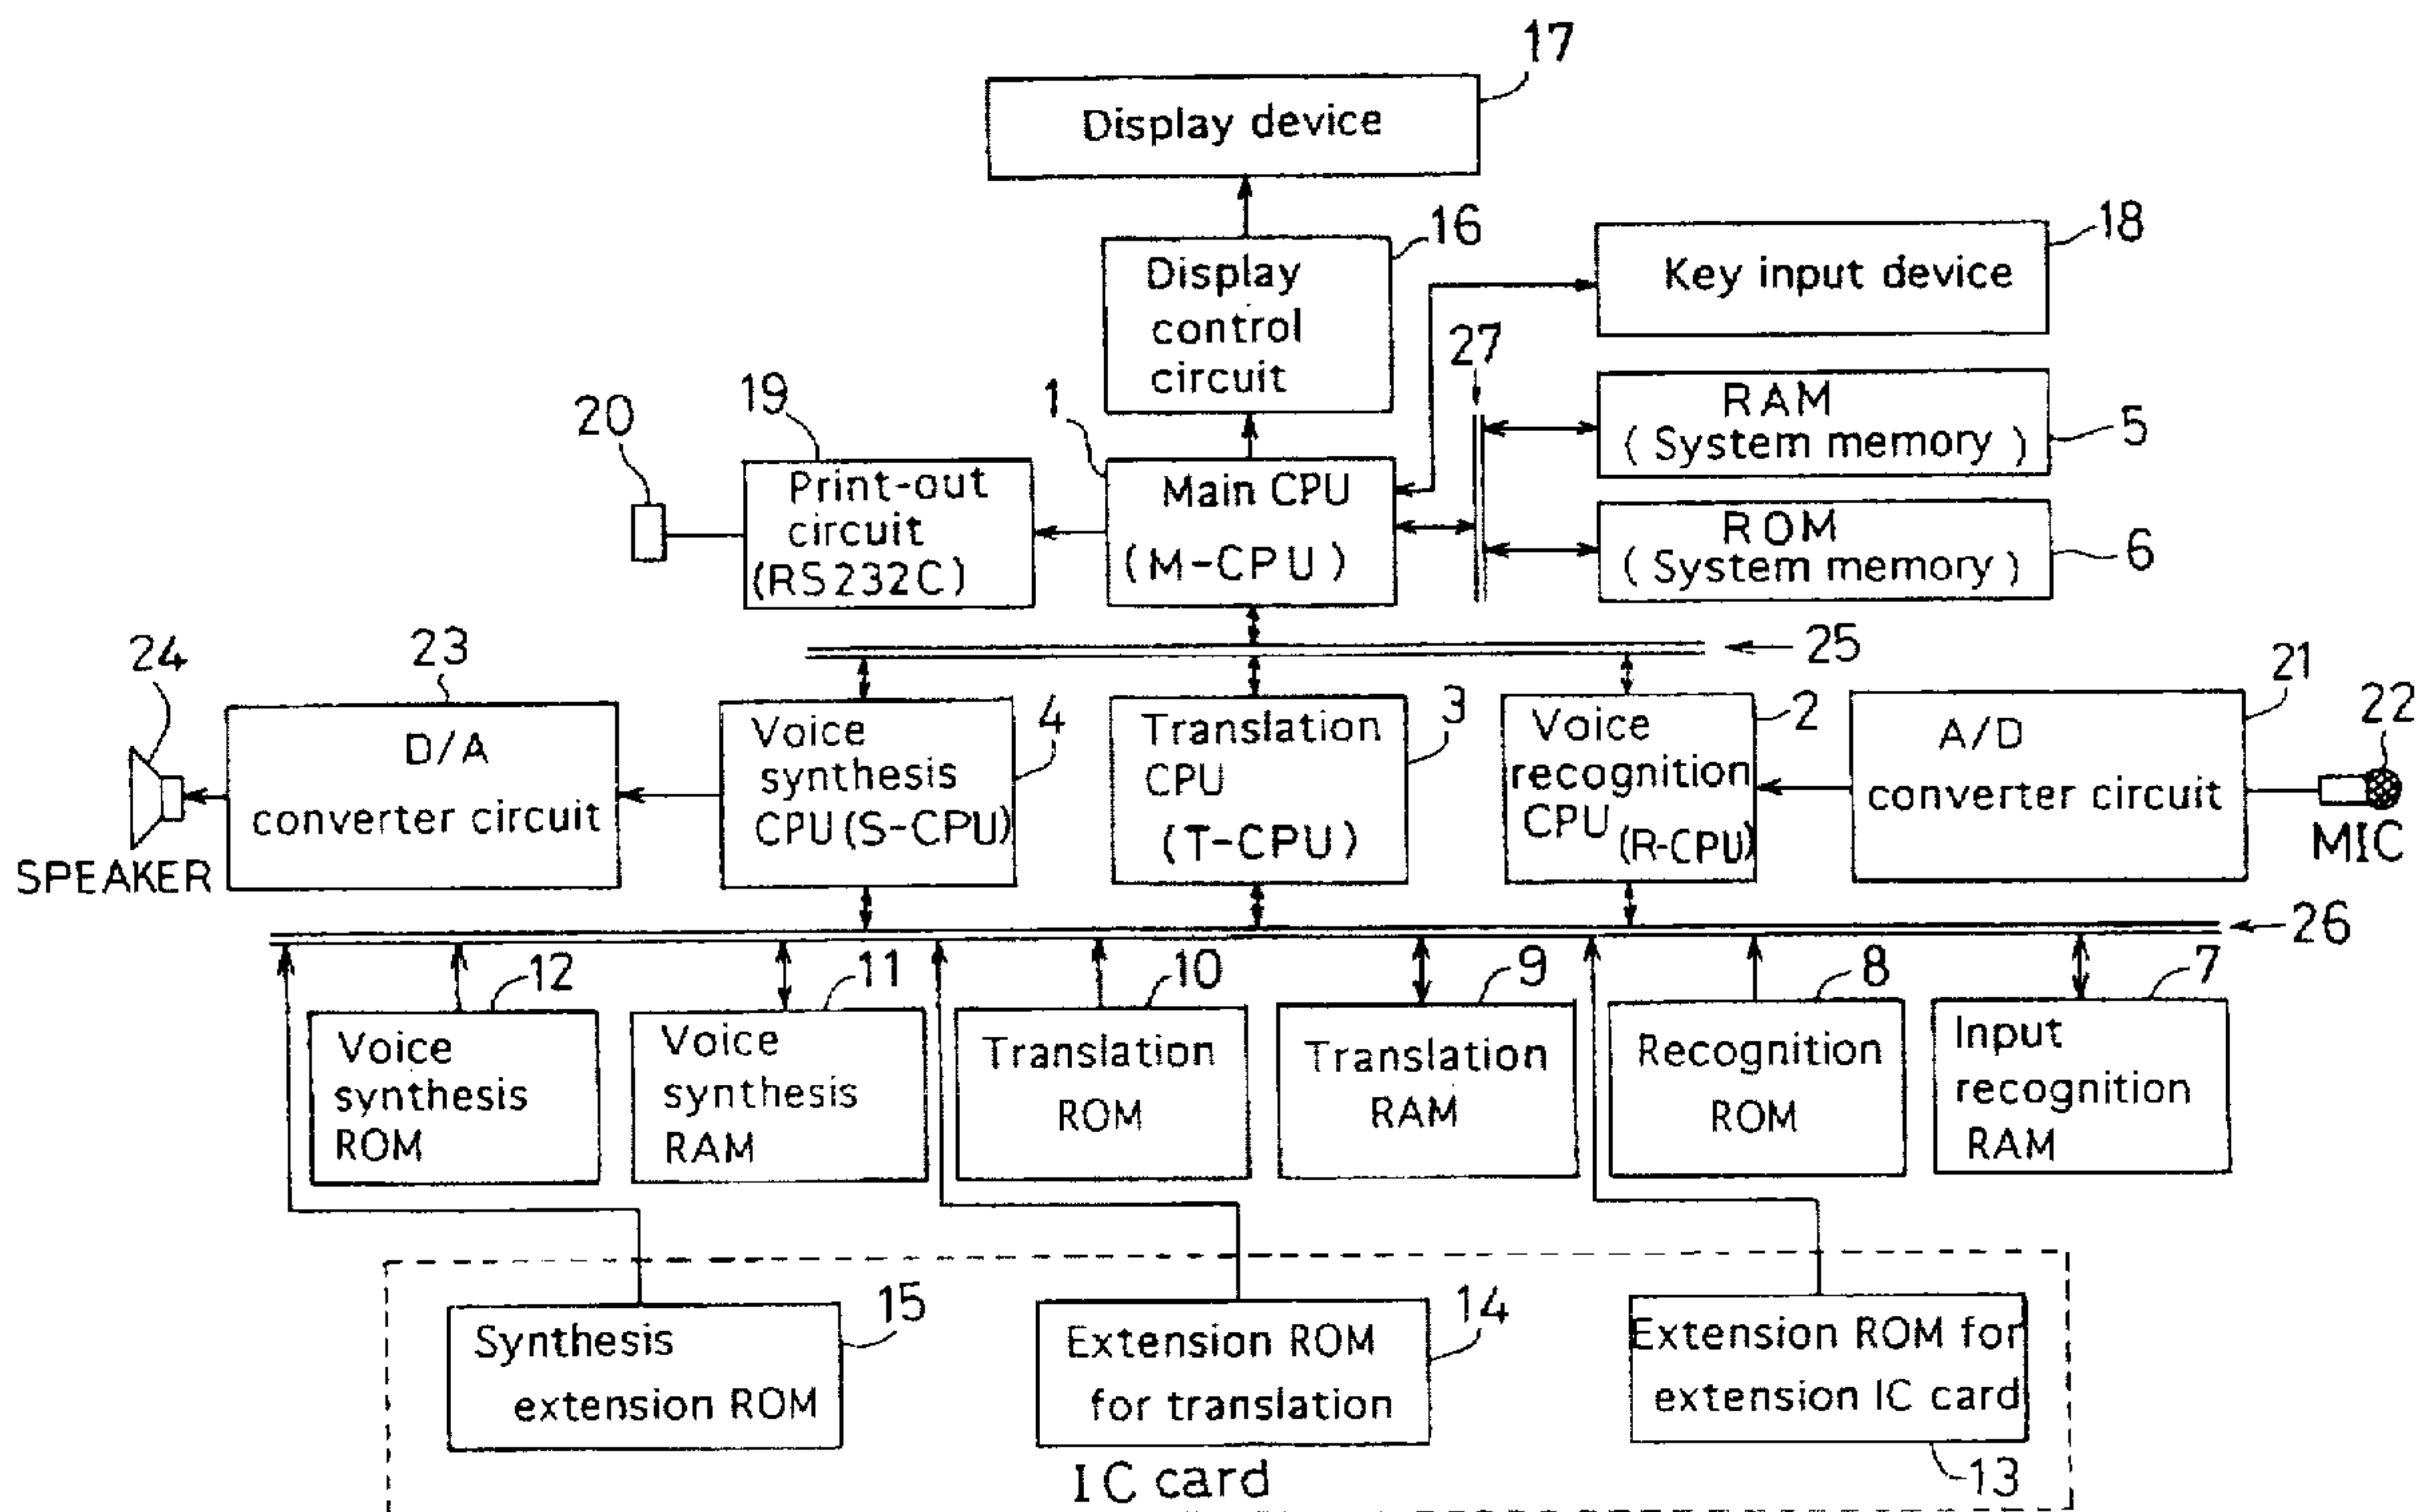 17
Display device
16
Display
control
circuit
18
Key input device
27
RAM
( System memory )
5
ROM
( System memory )
6
20
19
Print-out
circuit
(RS232C)
1
Main CPU
(M-CPU)
25
24
SPEAKER
23
D/A
converter circuit
4
Voice
synthesis
CPU (S-CPU)
3
Translation
CPU
(T-CPU)
2
Voice
recognition
CPU (R-CPU)
21
A/D
converter circuit
22
MIC
26
12
Voice
synthesis
ROM
11
Voice
synthesis
RAM
10
Translation
ROM
9
Translation
RAM
8
Recognition
ROM
7
Input
recognition
RAM
15
Synthesis
extension ROM
14
Extension ROM
for translation
Extension ROM for
extension IC card
13
IC card